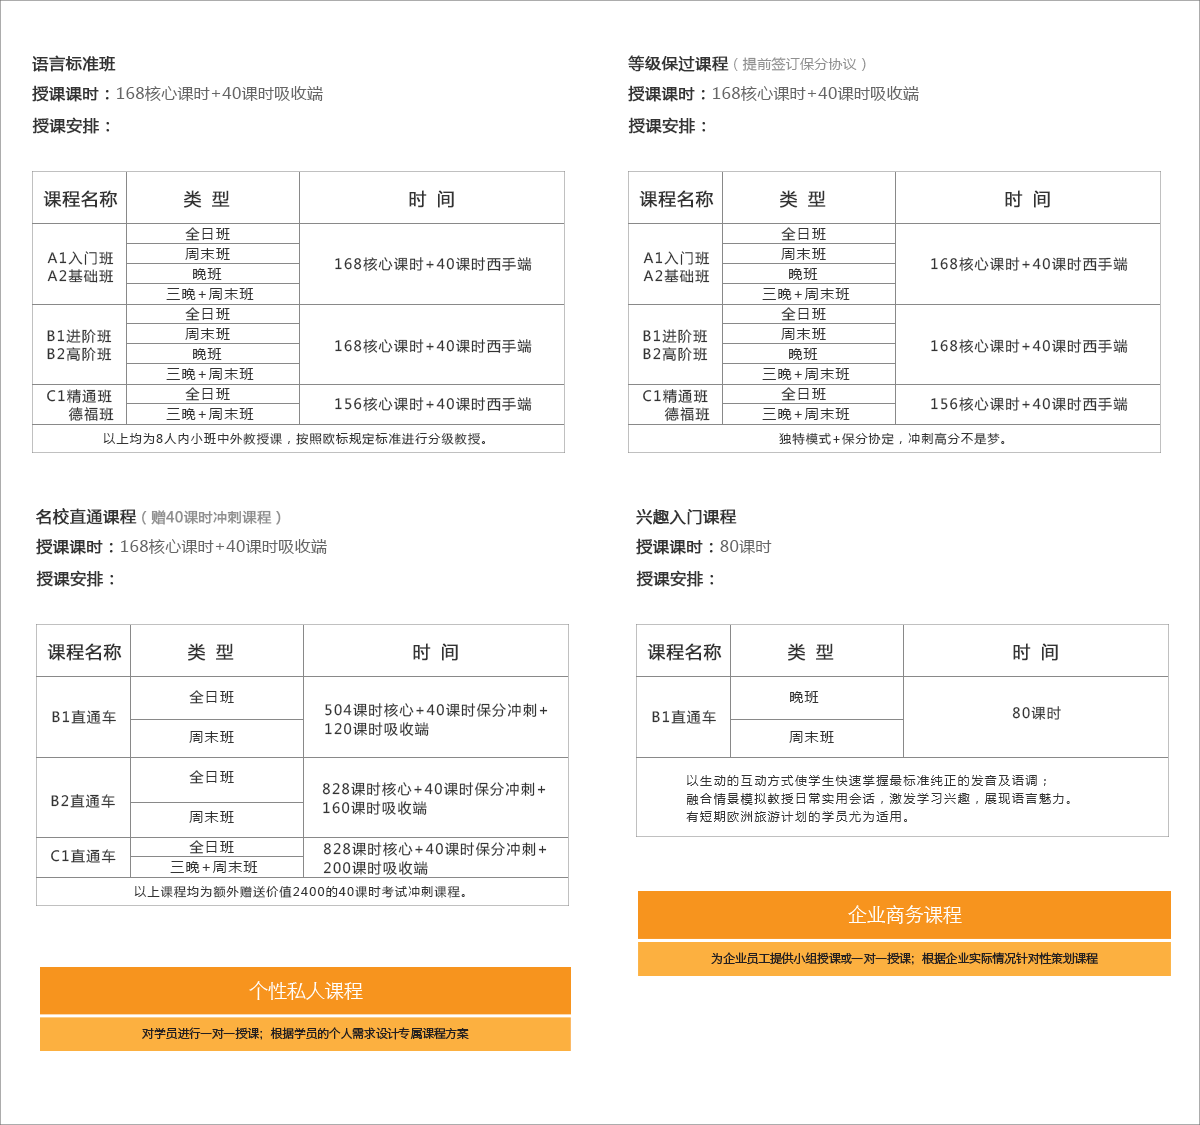 语言标准班
授课课时：168核心课时+40课时吸收端
授课安排：
课程名称 类 型 时 间
A1入门班
A2基础班
全日班
周末班
晚班
三晚+周末班
168核心课时+40课时西手端
B1进阶班
B2高阶班
全日班
周末班
晚班
三晚+周末班
168核心课时+40课时西手端
C1精通班
德福班
全日班
三晚+周末班
156核心课时+40课时西手端
以上均为8人内小班中外教授课，按照欧标规定标准进行分级教授。
等级保过课程（提前签订保分协议）
授课课时：168核心课时+40课时吸收端
授课安排：
课程名称 类 型 时 间
A1入门班
A2基础班
全日班
周末班
晚班
三晚+周末班
168核心课时+40课时西手端
B1进阶班
B2高阶班
全日班
周末班
晚班
三晚+周末班
168核心课时+40课时西手端
C1精通班
德福班
全日班
三晚+周末班
156核心课时+40课时西手端
独特模式+保分协定，冲刺高分不是梦。
名校直通课程（赠40课时冲刺课程）
授课课时：168核心课时+40课时吸收端
授课安排：
课程名称 类 型 时 间
B1直通车
全日班
周末班
504课时核心+40课时保分冲刺+
120课时吸收端
B2直通车
全日班
周末班
828课时核心+40课时保分冲刺+
160课时吸收端
C1直通车
全日班
三晚+周末班
828课时核心+40课时保分冲刺+
200课时吸收端
以上课程均为额外赠送价值2400的40课时考试冲刺课程。
个性私人课程
对学员进行一对一授课；根据学员的个人需求设计专属课程方案
兴趣入门课程
授课课时：80课时
授课安排：
课程名称 类 型 时 间
B1直通车
晚班
周末班
80课时
以生动的互动方式使学生快速掌握最标准纯正的发音及语调；
融合情景模拟教授日常实用会话，激发学习兴趣，展现语言魅力。
有短期欧洲旅游计划的学员尤为适用。
企业商务课程
为企业员工提供小组授课或一对一授课；根据企业实际情况针对性策划课程